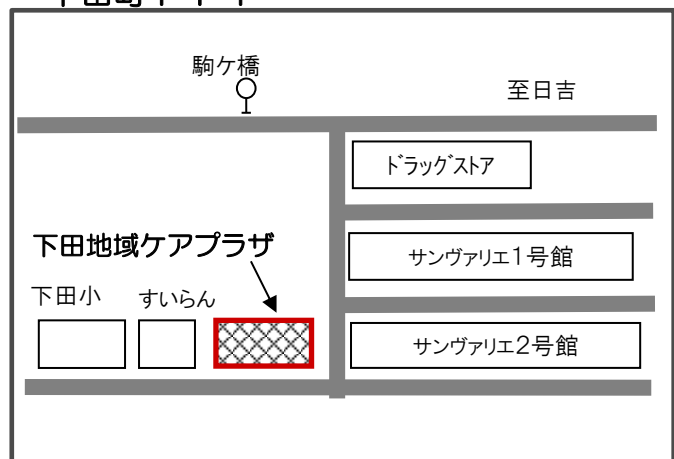 駒ケ橋
至日吉
ドラッグストア
下田地域ケアプラザ
サンヴァリエ1号館
下田小
すいらん
サンヴァリエ2号館